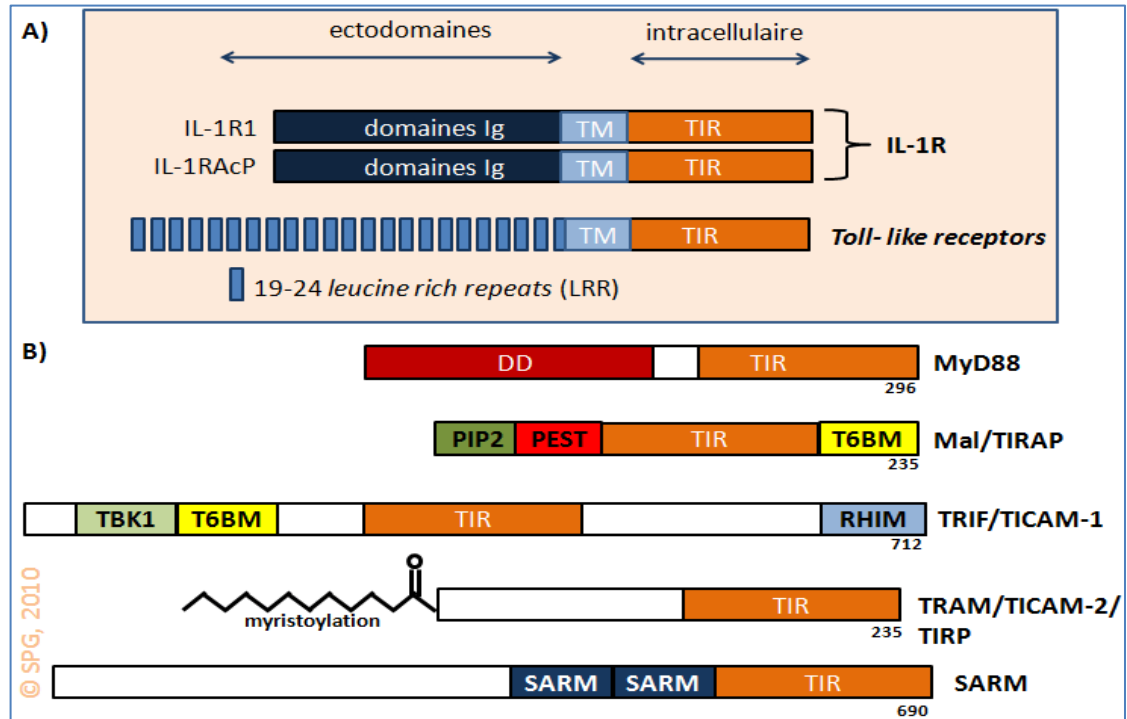 A)
ectodomaines intracellulaire
IL-1R1 domaines Ig TM TIR
IL-1RAcP domaines Ig TM TIR
IL-1R
TM TIR Toll- like receptors
19-24 leucine rich repeats (LRR)
B)
DD TIR MyD88
296
PIP2 PEST TIR T6BM Mal/TIRAP
235
TBK1 T6BM TIR RHIM TRIF/TICAM-1
712
O
myristoylation
TIR TRAM/TICAM-2/
TIRP
235
SARM SARM TIR SARM
690
© SPG, 2010